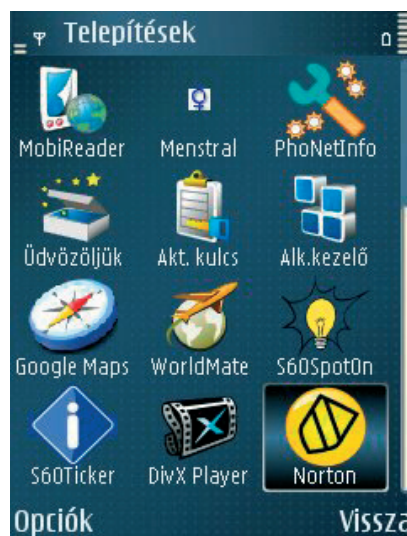 Telepítések
MobiReader Menstral PhoNetInfo
Üdvözöljük Akt. kulcs Alk.kezelő
Google Maps WorldMate S60SpotOn
S60Ticker DivX Player Norton
Opciók Vissza